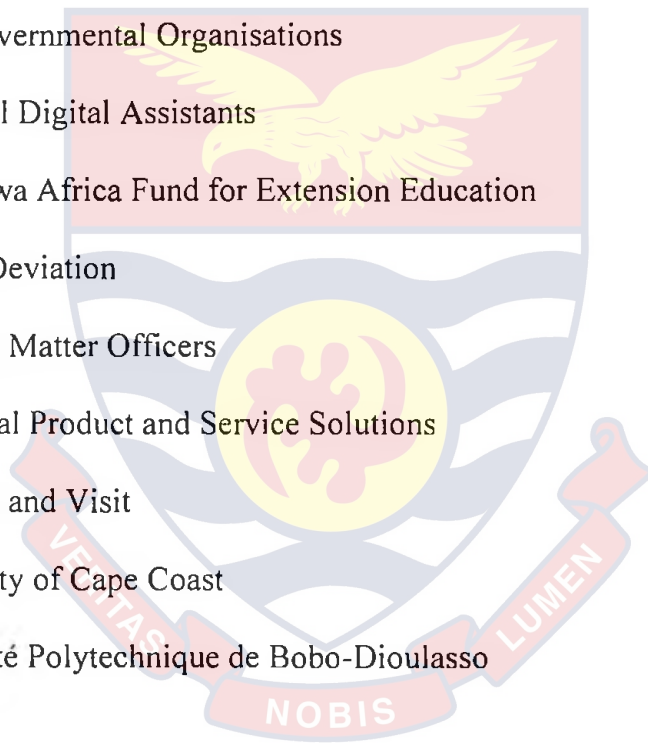 vernmental Organisations
l Digital Assistants
wa Africa Fund for Extension Education
Deviation
Matter Officers
al Product and Service Solutions
and Visit
ty of Cape Coast
té Polytechnique de Bobo-Dioulasso
VERITAS
NOBIS
LUMEN